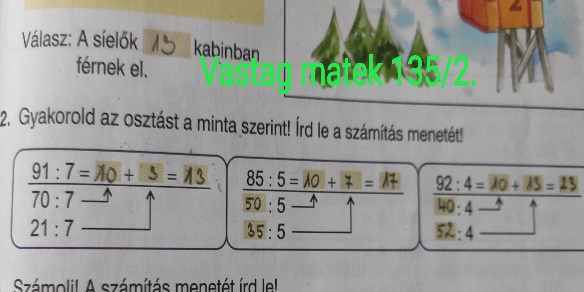 Válasz: A síelők 13 kabinban
férnek el.
Vastag matek 135/2.
2
2. Gyakorold az osztást a minta szerint! Írd le a számítás menetét!
91 : 7 = 10 + 3 = 13
70 : 7
21 : 7
85 : 5 = 10 + 7 = 17
50 : 5
35 : 5
92 : 4 = 10 + 13 = 23
40 : 4
52 : 4
Számolj! A számítás menetét írd le!